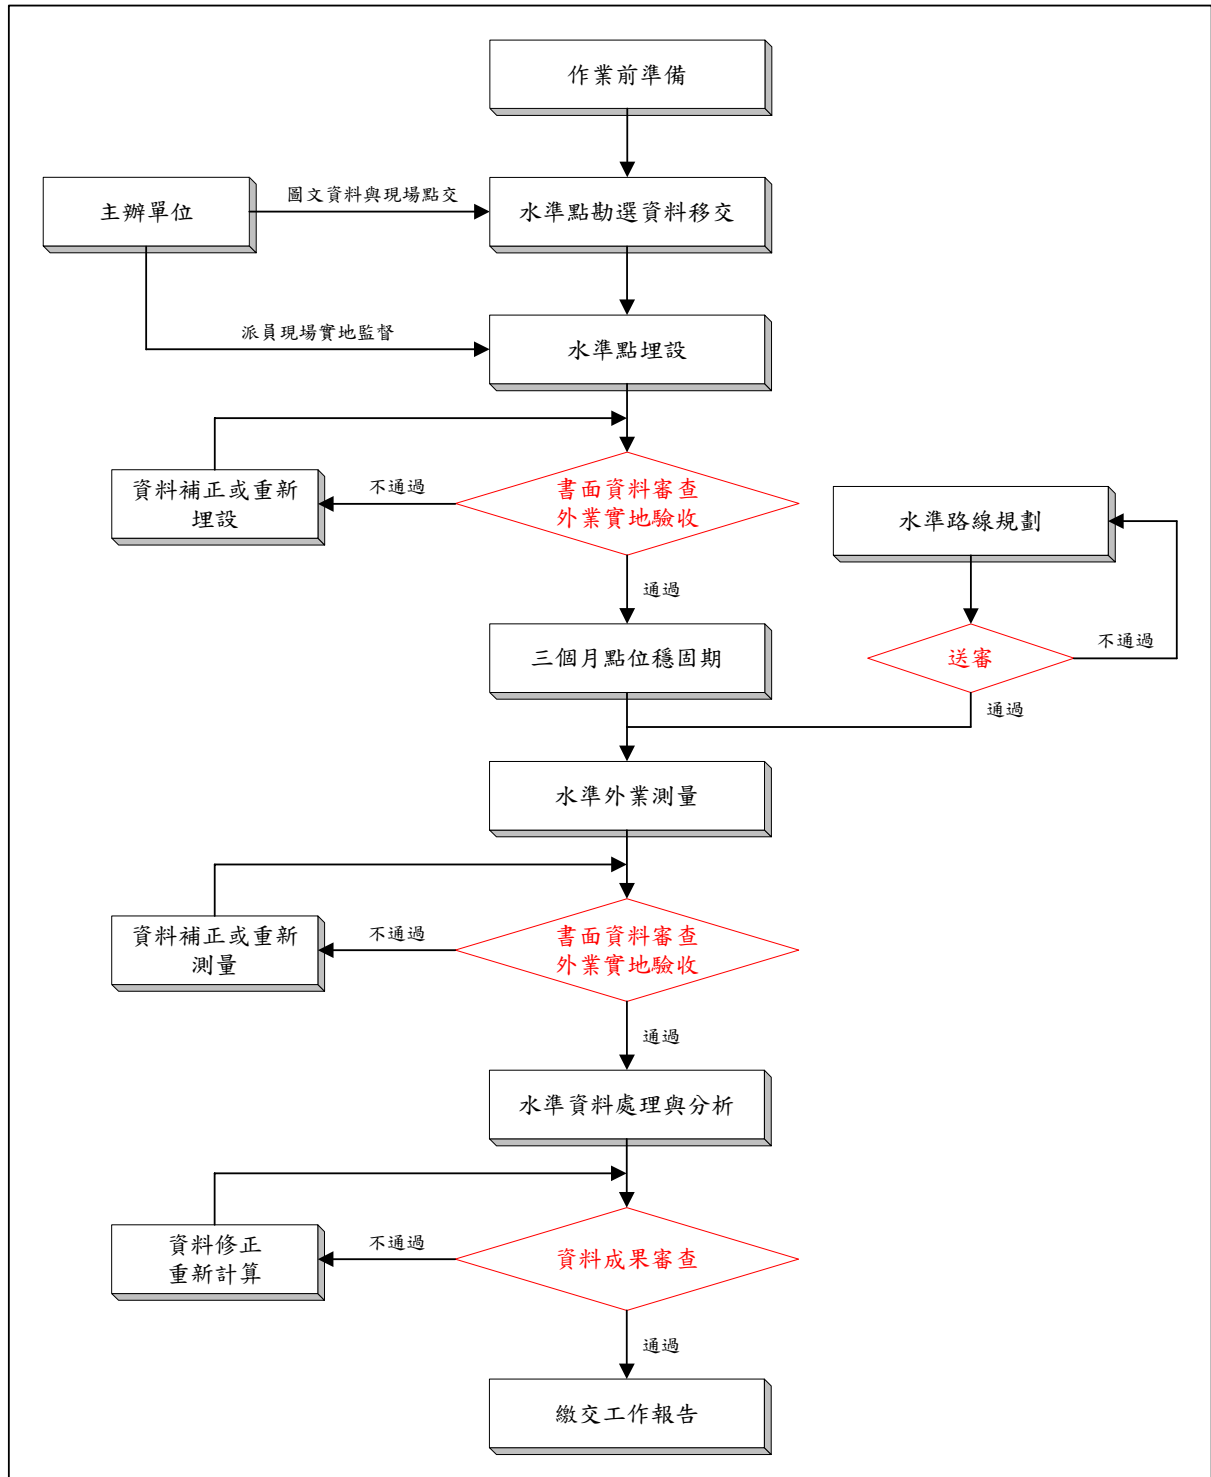 作業前準備
主辦單位
圖文資料與現場點交
水準點勘選資料移交
派員現場實地監督
水準點埋設
資料補正或重新
埋設
不通過
書面資料審查
外業實地驗收
通過
水準路線規劃
三個月點位穩固期
送審
不通過
通過
水準外業測量
資料補正或重新
測量
不通過
書面資料審查
外業實地驗收
通過
水準資料處理與分析
資料修正
重新計算
不通過
資料成果審查
通過
繳交工作報告